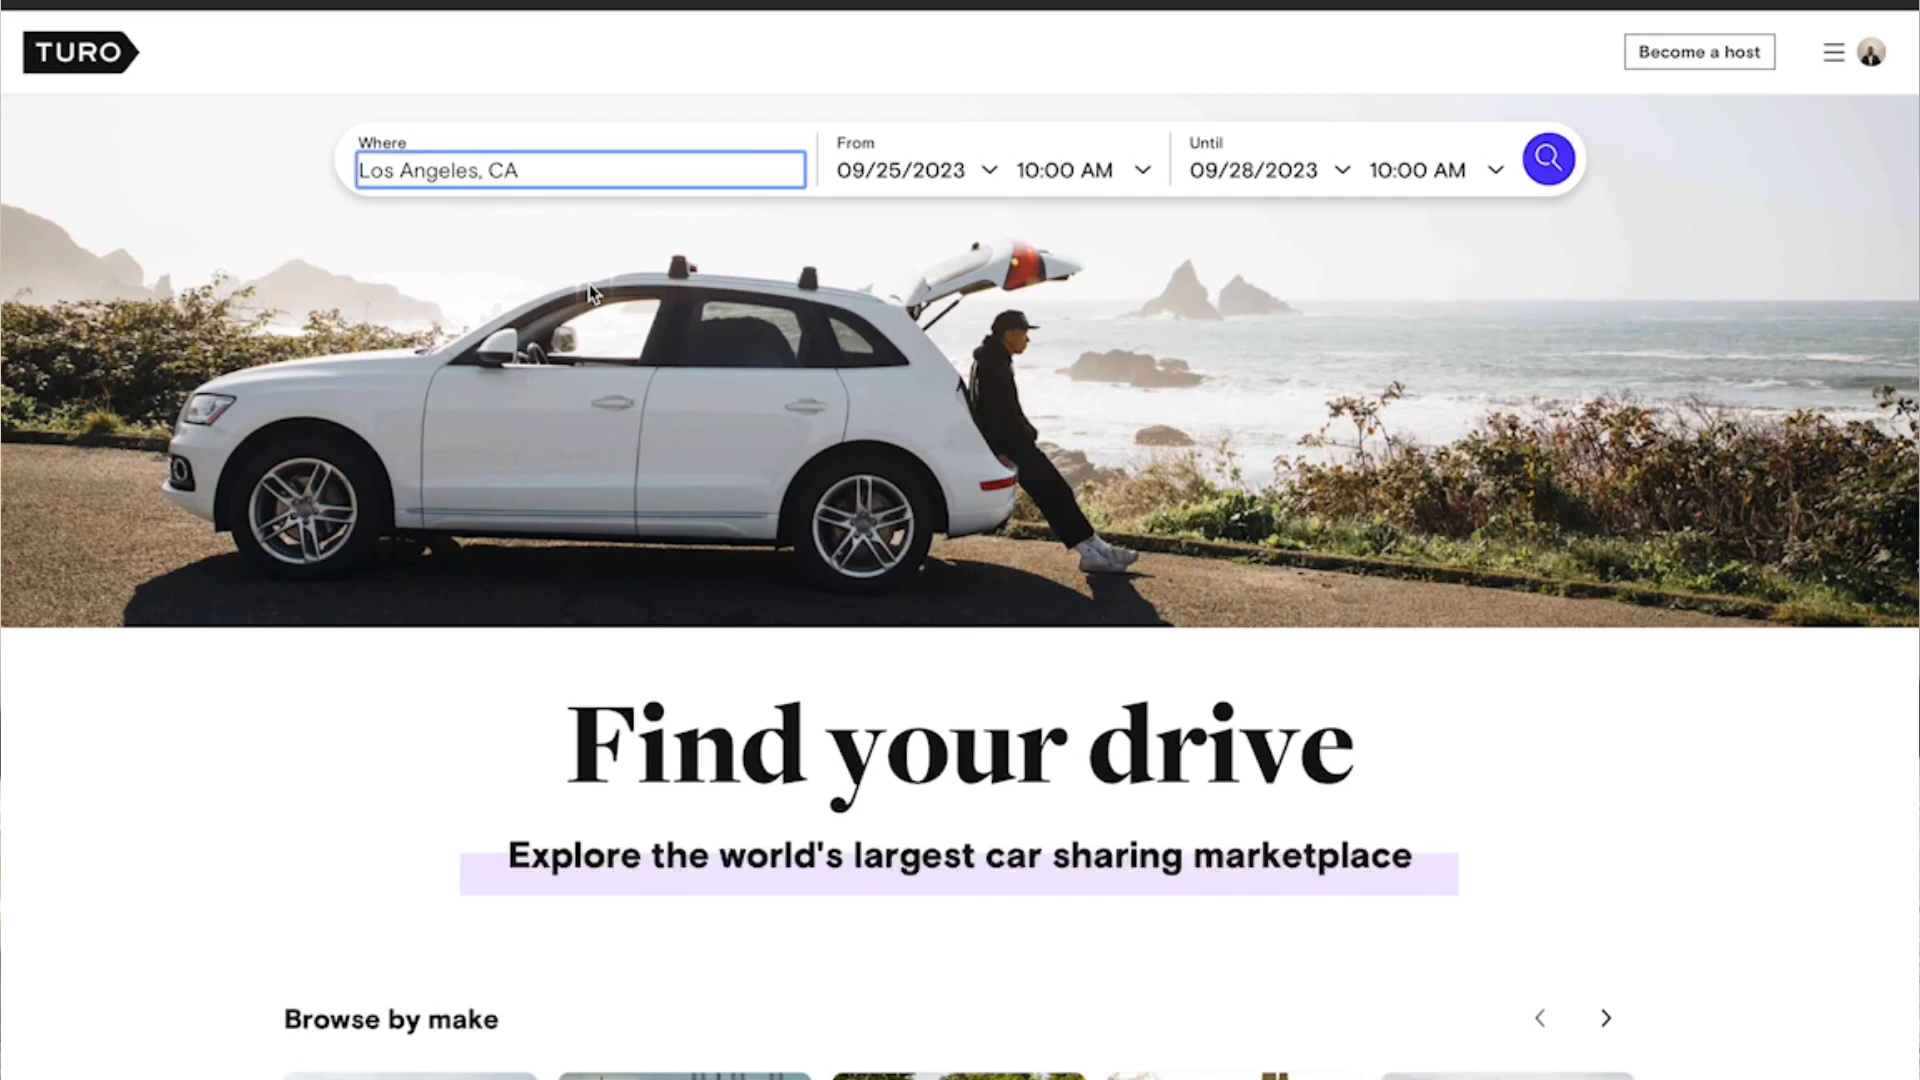 TURO
Become a host
Where
Los Angeles, CA
From
09/25/2023
10:00 AM
Until
09/28/2023
10:00 AM
Find your drive
Explore the world's largest car sharing marketplace
Browse by make